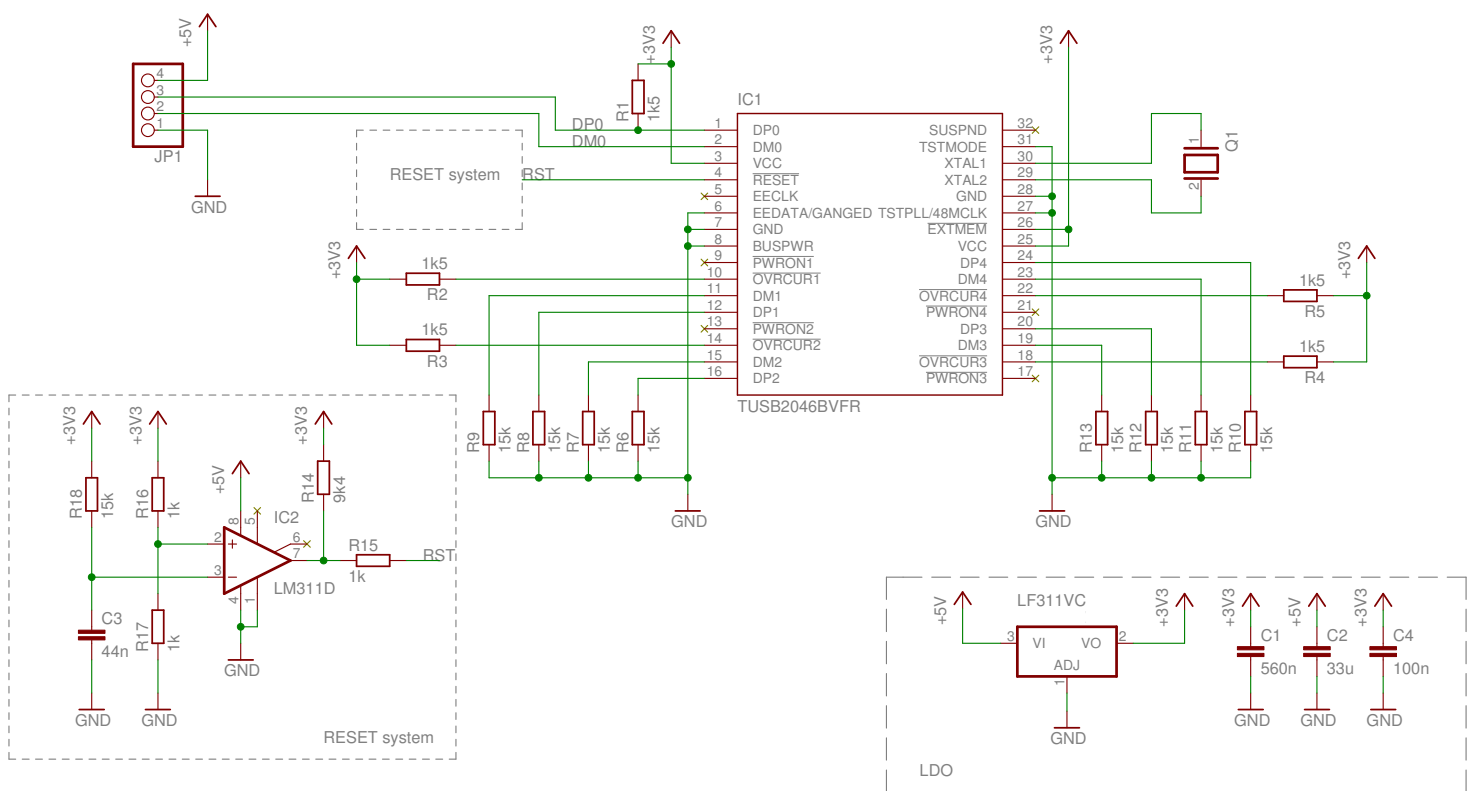 +5V
4
3
2
1
JP1
GND
+3V3
R1
1k5
DP0
DM0
RESET system
RST
IC1
1
DP0
2
DM0
3
VCC
4
RESET
5
EECLK
6
EEDATA/GANGED
7
GND
8
BUSPWR
9
PWRON1
10
OVRCUR1
11
DM1
12
DP1
13
PWRON2
14
OVRCUR2
15
DM2
16
DP2
SUSPND
32
TSTMODE
31
XTAL1
30
XTAL2
29
GND
28
TSTPLL/48MCLK
27
EXTMEM
26
VCC
25
DP4
24
DM4
23
OVRCUR4
22
PWRON4
21
DP3
20
DM3
19
OVRCUR3
18
PWRON3
17
TUSB2046BVFR
+3V3
1
2
Q1
+3V3
1k5
R2
1k5
R3
+3V3
1k5
R5
1k5
R4
R9
15k
R8
15k
R7
15k
R6
15k
GND
R13
15k
R12
15k
R11
15k
R10
15k
GND
+3V3
+3V3
+3V3
R18
15k
R16
1k
+5V
R14
9k4
8
5
IC2
6
2
+
7
3
−
4
1
LM311D
R15
1k
RST
C3
44n
R17
1k
GND
GND
GND
RESET system
+5V
LF311VC
+3V3
3
VI
VO
2
ADJ
1
GND
+3V3
C1
560n
GND
+5V
C2
33u
GND
+3V3
C4
100n
GND
LDO